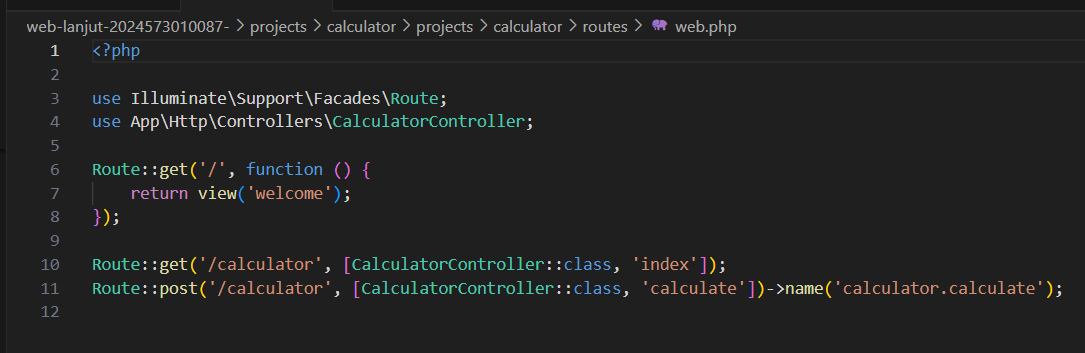 web-lanjut-2024573010087- > projects > calculator > projects > calculator > routes > web.php
1 <?php
2
3 use Illuminate\Support\Facades\Route;
4 use App\Http\Controllers\CalculatorController;
5
6 Route::get('/', function () {
7     return view('welcome');
8 });
9
10 Route::get('/calculator', [CalculatorController::class, 'index']);
11 Route::post('/calculator', [CalculatorController::class, 'calculate'])->name('calculator.calculate');
12